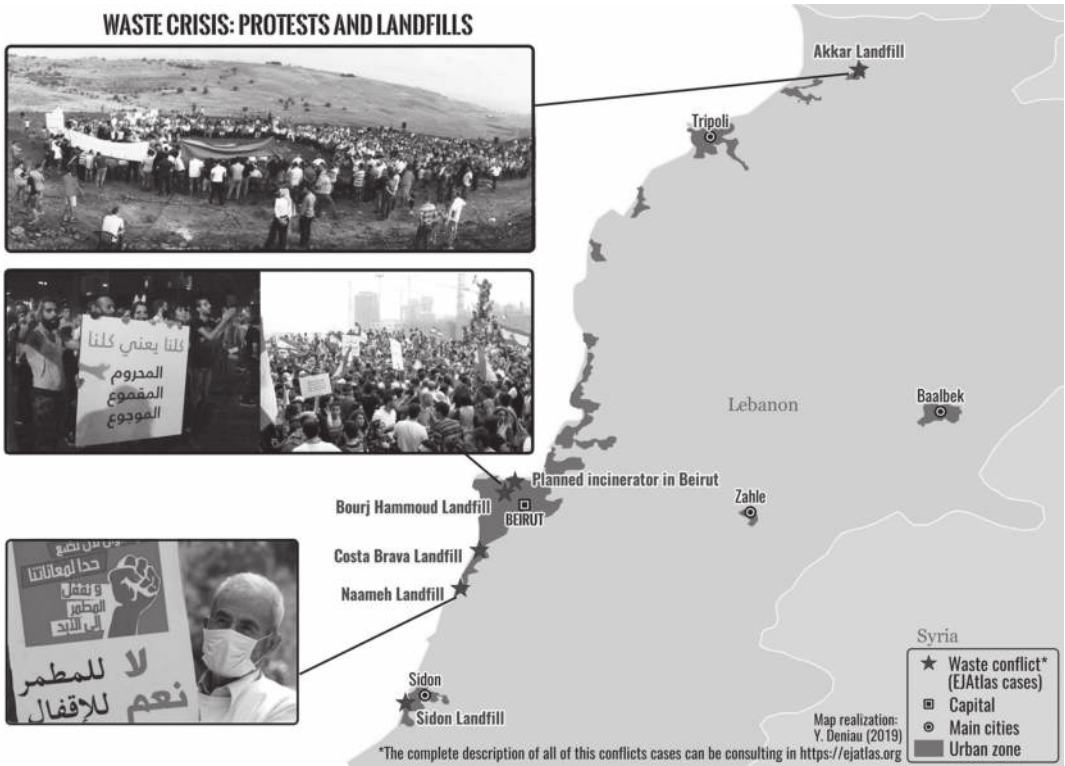 WASTE CRISIS: PROTESTS AND LANDFILLS
Akkar Landfill
Tripoli
كلنا يعني كلنا
المحروم
المقموع
الموجوع
Lebanon
Baalbek
Planned incinerator in Beirut
Zahle
Bourj Hammoud Landfill
BEIRUT
Costa Brava Landfill
Naameh Landfill
نضع
حدا لمعاناتنا
و نقفل
المطمر
إلى الأبد
لا للمطمر
نعم للإقفال
Sidon
Sidon Landfill
Syria
Waste conflict*
(EJAtlas cases)
Capital
Main cities
Urban zone
Map realization:
Y. Deniau (2019)
*The complete description of all of this conflicts cases can be consulting in https://ejatlas.org